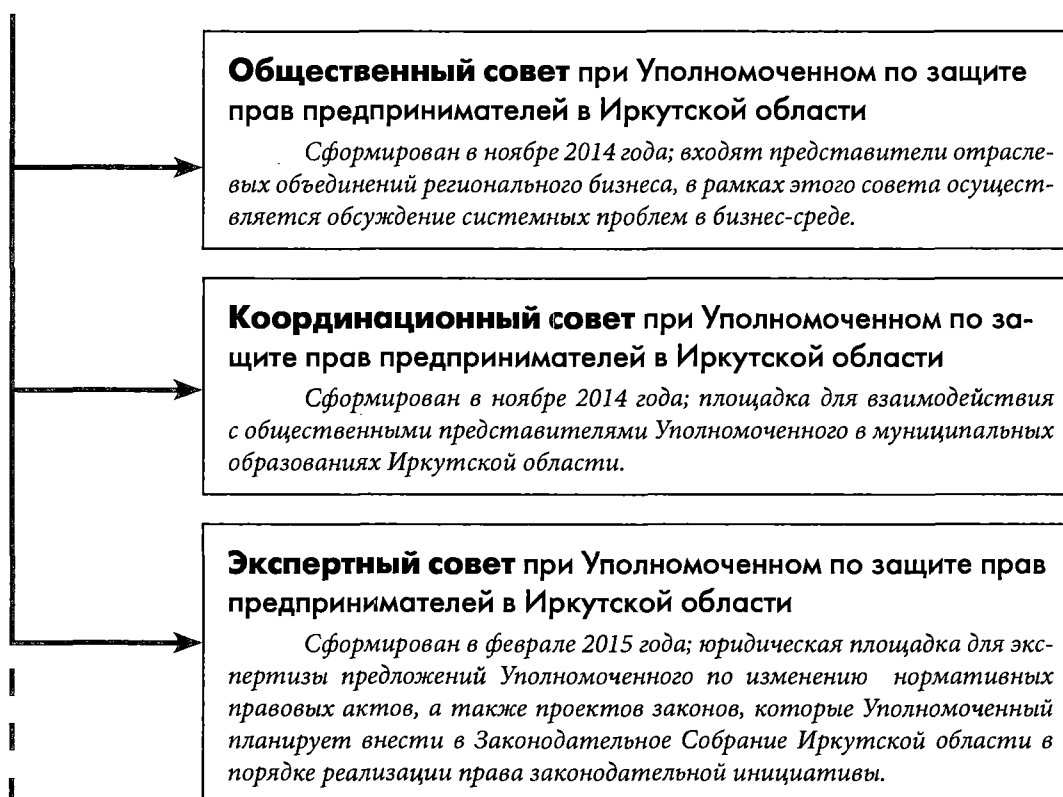 Общественный совет при Уполномоченном по защите
прав предпринимателей в Иркутской области
Сформирован в ноябре 2014 года; входят представители отрасле-
вых объединений регионального бизнеса, в рамках этого совета осущест-
вляется обсуждение системных проблем в бизнес-среде.
Координационный совет при Уполномоченном по за-
щите прав предпринимателей в Иркутской области
Сформирован в ноябре 2014 года; площадка для взаимодействия
с общественными представителями Уполномоченного в муниципальных
образованиях Иркутской области.
Экспертный совет при Уполномоченном по защите прав
предпринимателей в Иркутской области
Сформирован в феврале 2015 года; юридическая площадка для экс-
пертизы предложений Уполномоченного по изменению нормативных
правовых актов, а также проектов законов, которые Уполномоченный
планирует внести в Законодательное Собрание Иркутской области в
порядке реализации права законодательной инициативы.